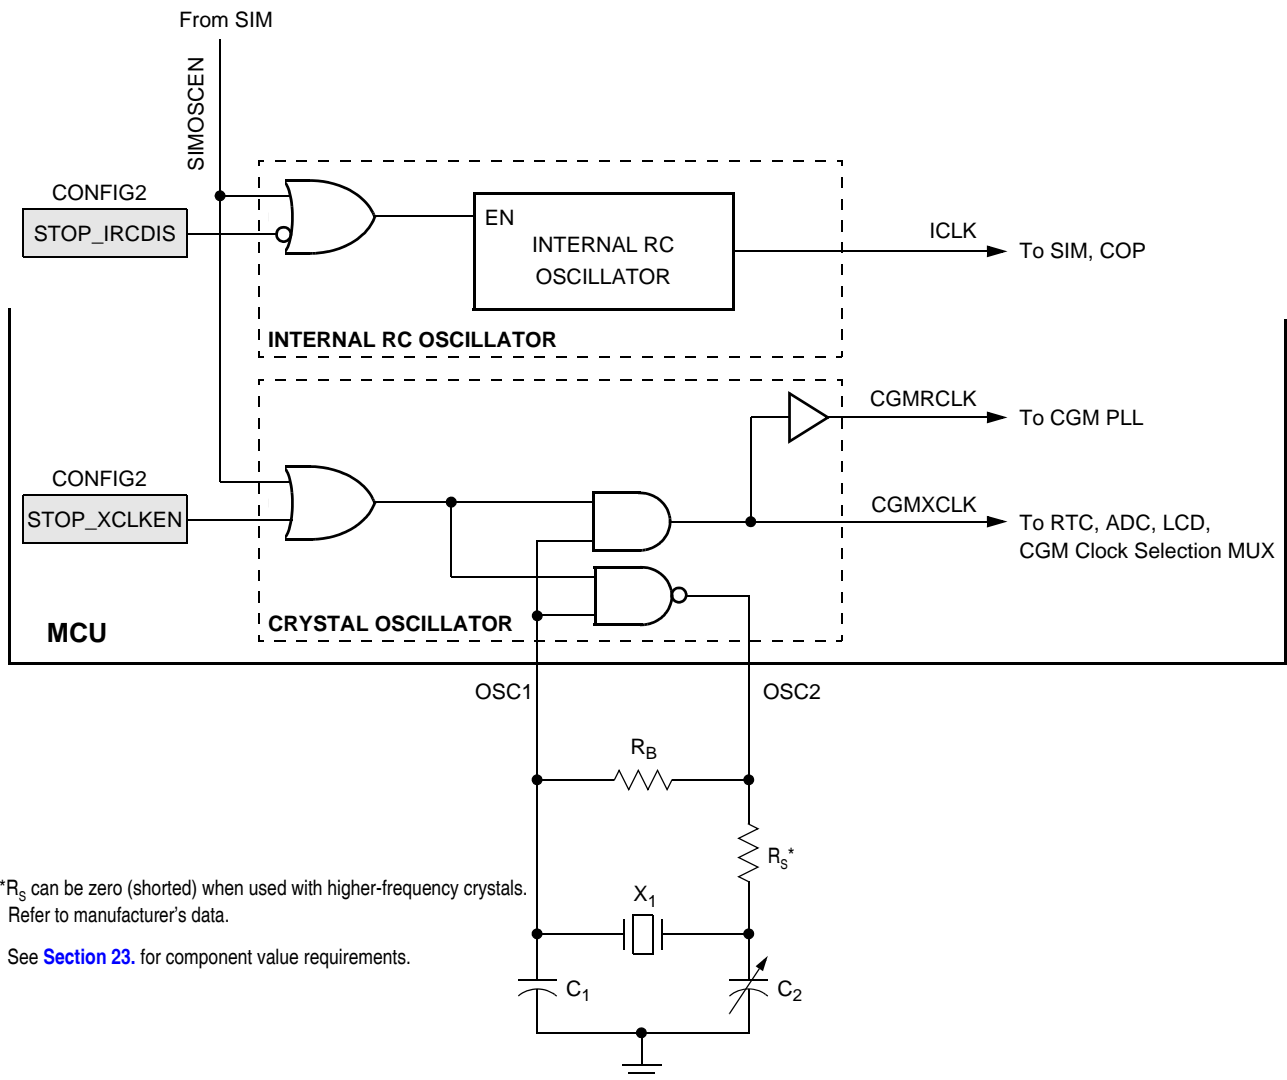 From SIM
SIMOSCEN
CONFIG2
STOP_IRCDIS
EN
INTERNAL RC
OSCILLATOR
ICLK
To SIM, COP
INTERNAL RC OSCILLATOR
CGMRCLK
To CGM PLL
CONFIG2
STOP_XCLKEN
CGMXCLK
To RTC, ADC, LCD,
CGM Clock Selection MUX
MCU
CRYSTAL OSCILLATOR
OSC1
OSC2
RB
RS*
*RS can be zero (shorted) when used with higher-frequency crystals.
Refer to manufacturer's data.
X1
See Section 23. for component value requirements.
C1
C2